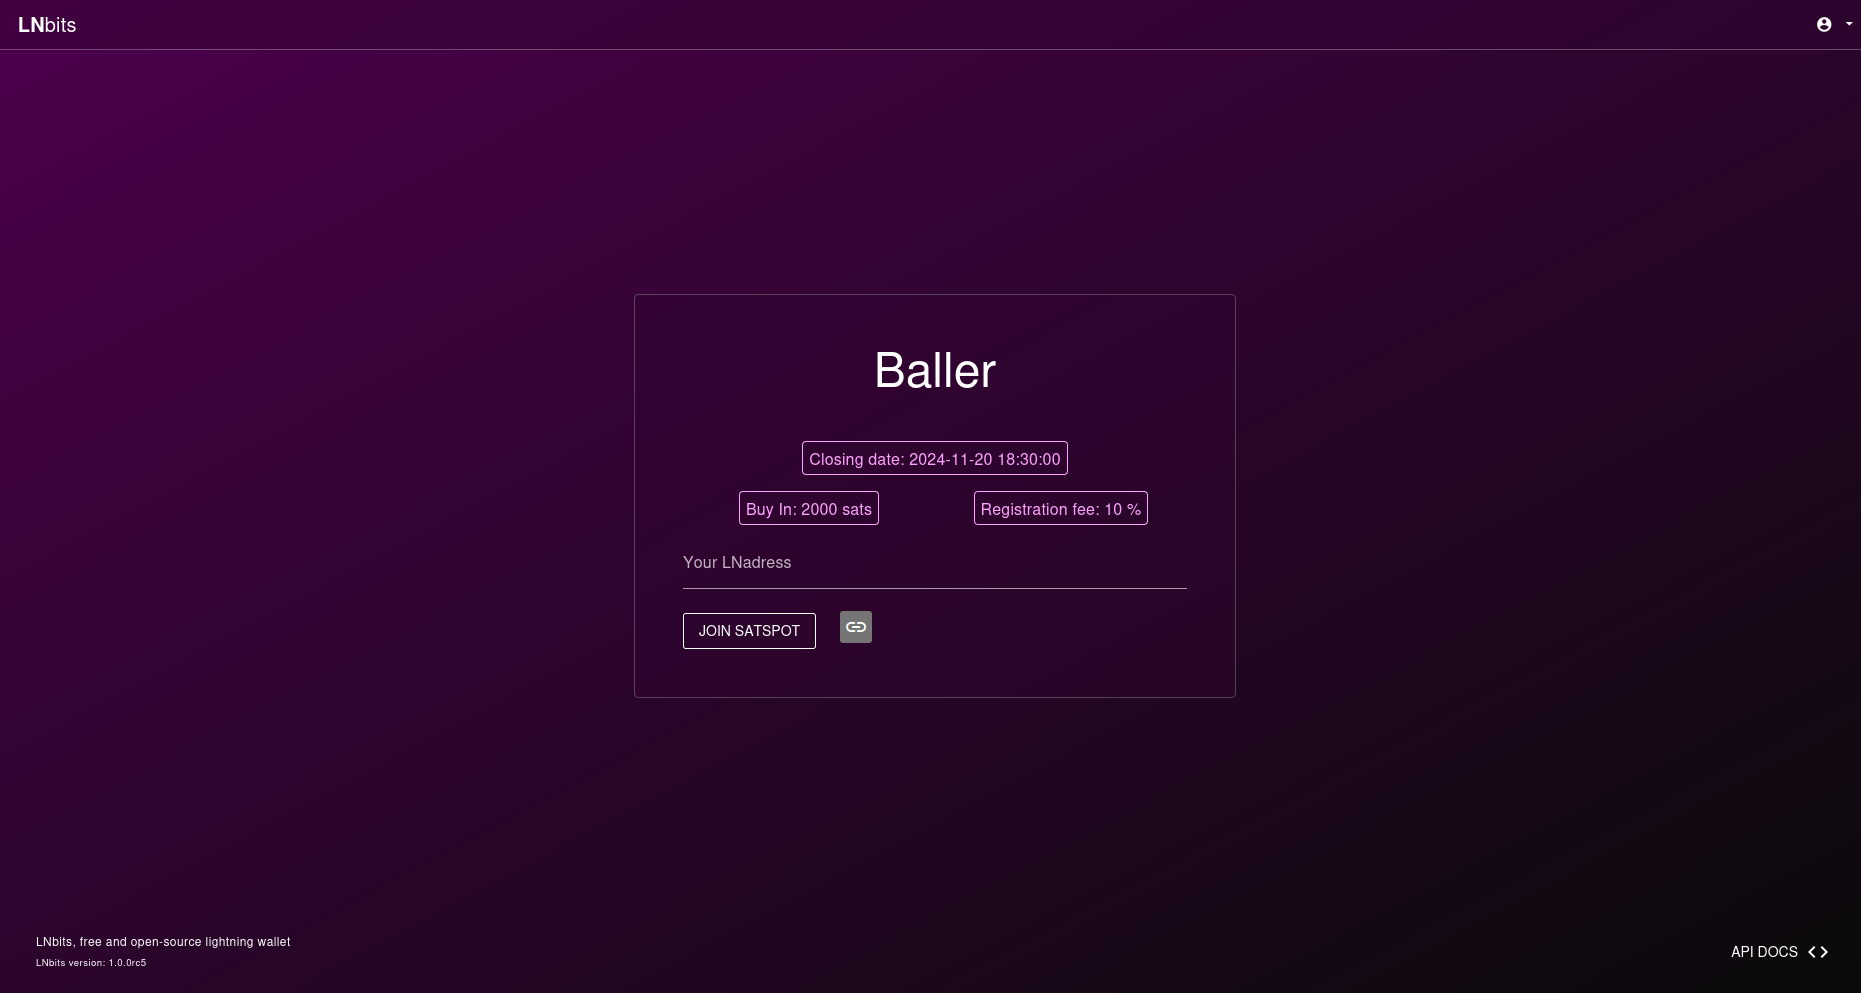 LNbits
Baller
Closing date: 2024-11-20 18:30:00
Buy In: 2000 sats
Registration fee: 10 %
Your LNadress
JOIN SATSPOT
LNbits, free and open-source lightning wallet
LNbits version: 1.0.0rc5
API DOCS